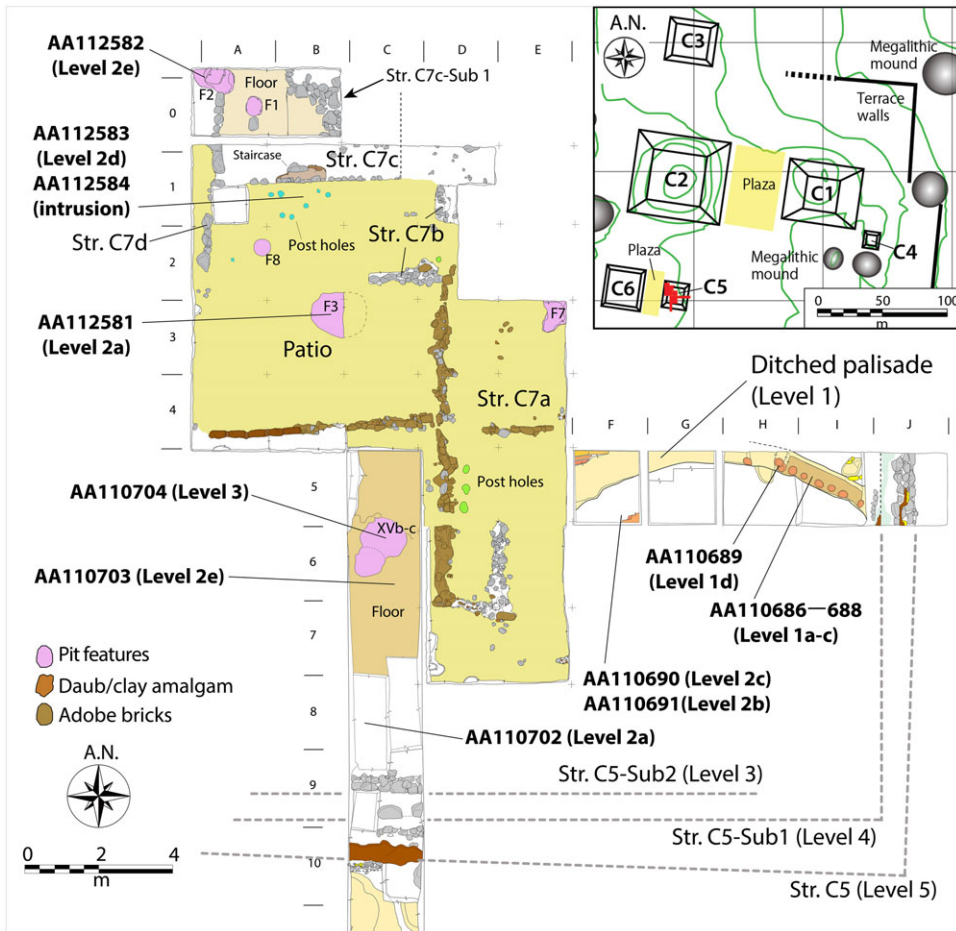 AA112582
(Level 2e)
A
B
C
D
E
Floor
F2
F1
0
Str. C7c-Sub 1
AA112583
(Level 2d)
AA112584
(intrusion)
Staircase
Str. C7c
1
Str. C7d
Post holes
Str. C7b
F8
2
AA112581
(Level 2a)
F3
F7
3
Patio
Str. C7a
4
Ditched palisade
(Level 1)
F
G
H
I
J
5
Post holes
AA110704 (Level 3)
XVb-c
6
AA110703 (Level 2e)
Floor
7
AA110689
(Level 1d)
AA110686—688
(Level 1a-c)
AA110690 (Level 2c)
AA110691(Level 2b)
8
AA110702 (Level 2a)
9
Str. C5-Sub2 (Level 3)
Str. C5-Sub1 (Level 4)
10
Str. C5 (Level 5)
Pit features
Daub/clay amalgam
Adobe bricks
A.N.
0 2 4
m
A.N.
C3
Megalithic
mound
Terrace
walls
C2
Plaza
C1
C4
Megalithic
mound
Plaza
C6
C5
0 50 100
m